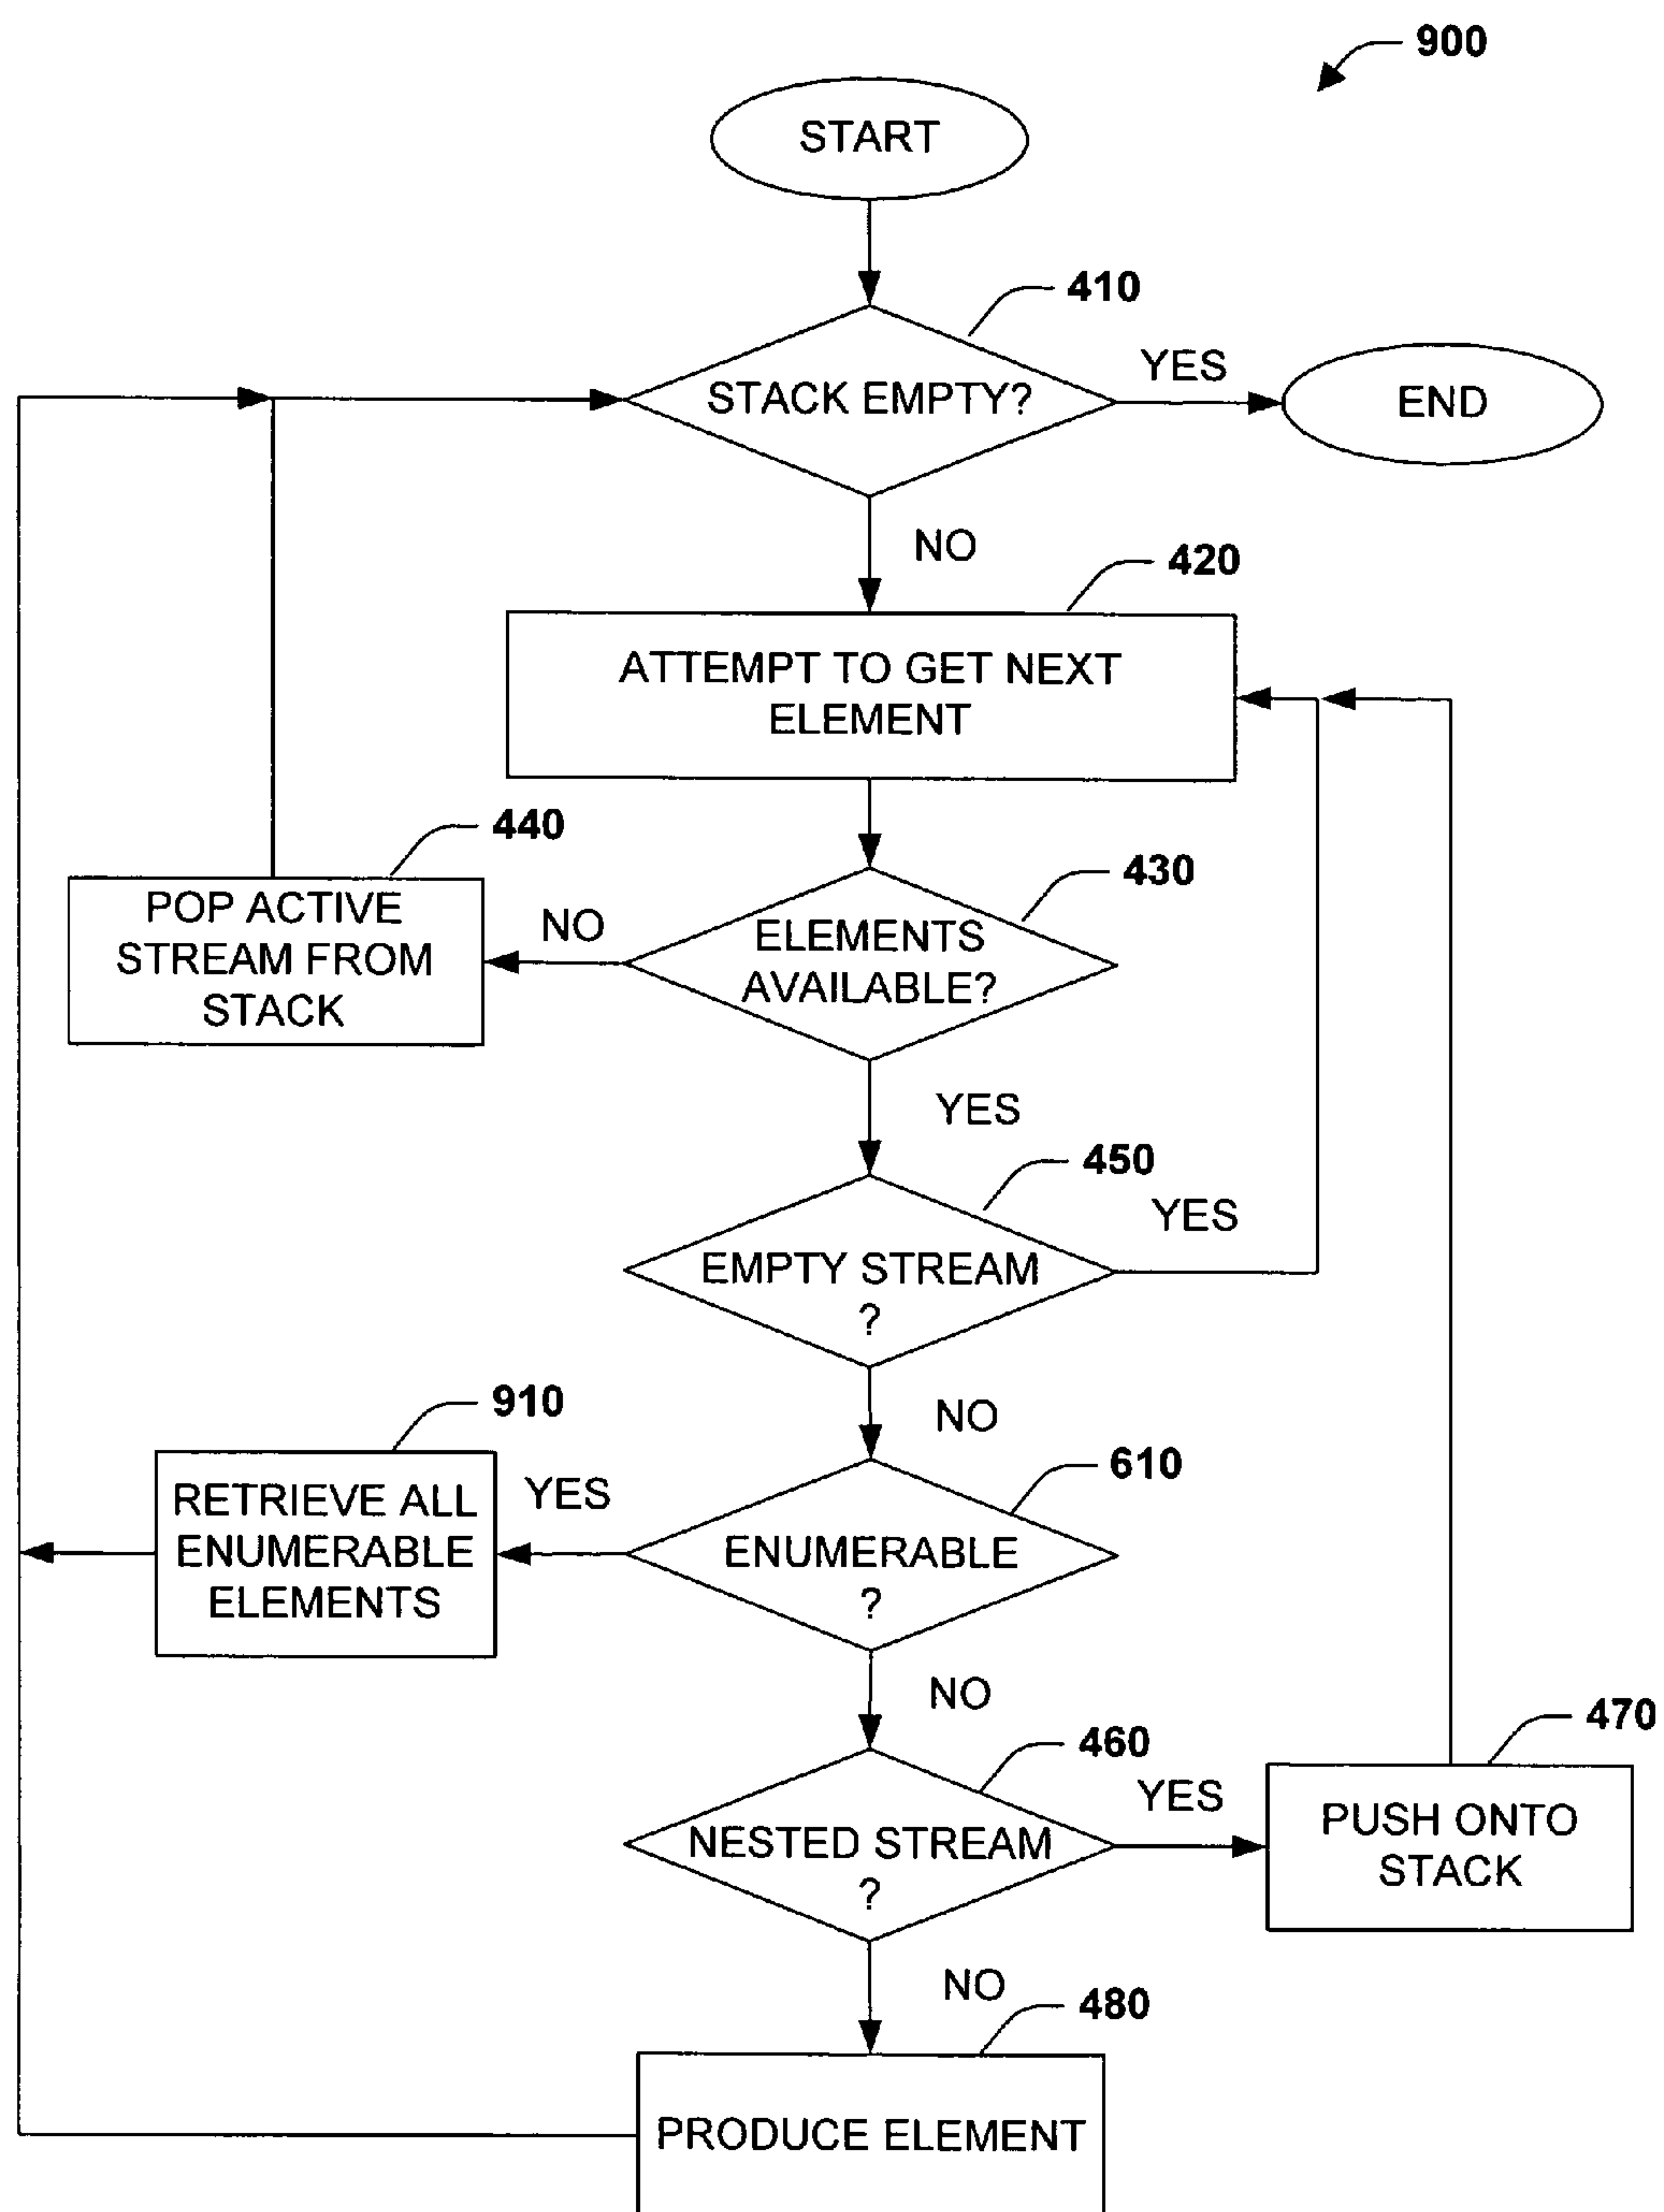 900
START
410
STACK EMPTY?
YES
END
NO
420
ATTEMPT TO GET NEXT
ELEMENT
440
POP ACTIVE
STREAM FROM
STACK
NO
430
ELEMENTS
AVAILABLE?
YES
450
EMPTY STREAM
?
YES
NO
910
RETRIEVE ALL
ENUMERABLE
ELEMENTS
YES
610
ENUMERABLE
?
NO
460
NESTED STREAM
?
YES
470
PUSH ONTO
STACK
NO
480
PRODUCE ELEMENT